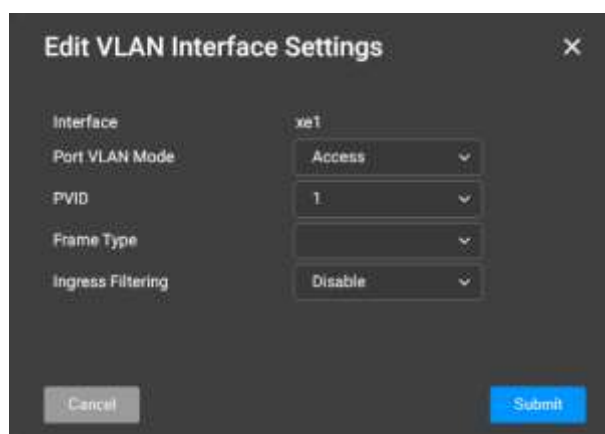 Edit VLAN Interface Settings
Interface xe1
Port VLAN Mode Access
PVID 1
Frame Type
Ingress Filtering Disable
Cancel Submit